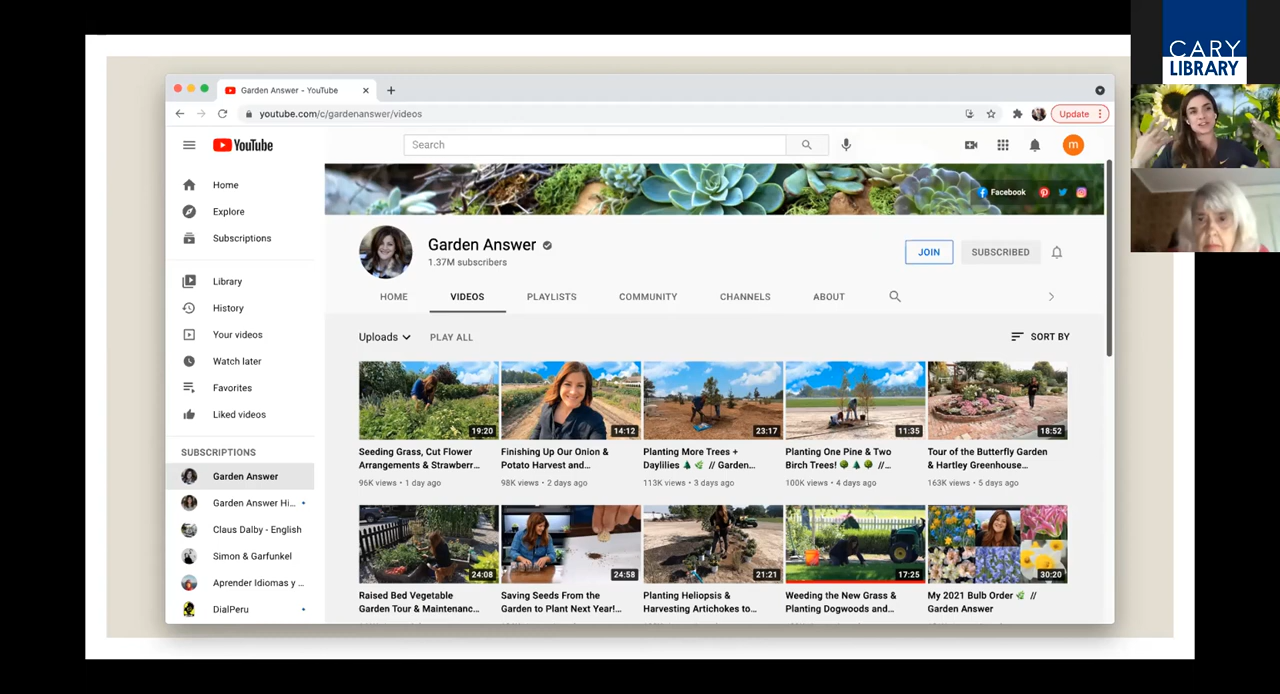 CARY
LIBRARY
Garden Answer - YouTube
youtube.com/c/gardenanswer/videos
Update
YouTube
Search
m
Home
Explore
Subscriptions
Library
History
Your videos
Watch later
Favorites
Liked videos
SUBSCRIPTIONS
Garden Answer
Garden Answer Hi...
Claus Dalby - English
Simon & Garfunkel
Aprender Idiomas y ...
DialPeru
Facebook
Garden Answer
1.37M subscribers
JOIN
SUBSCRIBED
HOME
VIDEOS
PLAYLISTS
COMMUNITY
CHANNELS
ABOUT
Uploads
PLAY ALL
SORT BY
19:20
Seeding Grass, Cut Flower
Arrangements & Strawberr...
96K views • 1 day ago
14:12
Finishing Up Our Onion &
Potato Harvest and...
98K views • 2 days ago
23:17
Planting More Trees +
Daylilies 🌲 🌿 // Garden...
113K views • 3 days ago
11:35
Planting One Pine & Two
Birch Trees! 🌳 🌲 🌳 //...
100K views • 4 days ago
18:52
Tour of the Butterfly Garden
& Hartley Greenhouse...
163K views • 5 days ago
24:08
Raised Bed Vegetable
Garden Tour & Maintenanc...
24:58
Saving Seeds From the
Garden to Plant Next Year!...
21:21
Planting Heliopsis &
Harvesting Artichokes to...
17:25
Weeding the New Grass &
Planting Dogwoods and...
30:20
My 2021 Bulb Order 🌿 //
Garden Answer